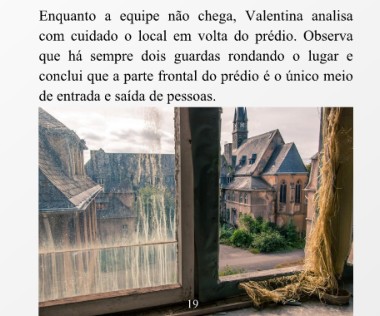 Enquanto a equipe não chega, Valentina analisa
com cuidado o local em volta do prédio. Observa
que há sempre dois guardas rondando o lugar e
conclui que a parte frontal do prédio é o único meio
de entrada e saída de pessoas.
19